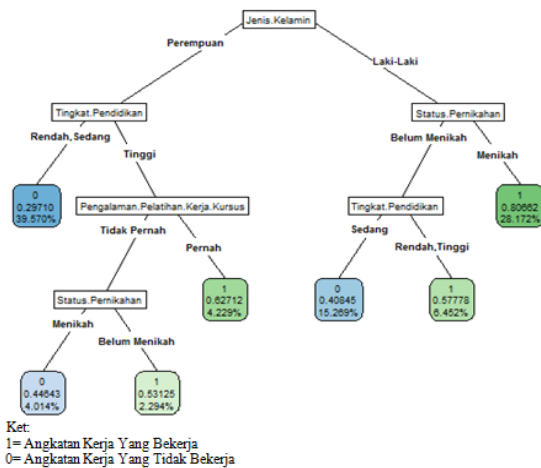 Jenis.Kelamin
Perempuan
Laki-Laki
Tingkat.Pendidikan
Status.Pernikahan
Rendah,Sedang
Tinggi
Belum Menikah
Menikah
0
0.29710
39.570%
Pengalaman.Pelatihan.Kerja.Kursus
Tingkat.Pendidikan
1
0.80662
28.172%
Tidak Pernah
Pernah
Sedang
Rendah,Tinggi
Status.Pernikahan
1
0.62712
4.229%
0
0.40845
15.269%
1
0.57778
6.452%
Menikah
Belum Menikah
0
0.44643
4.014%
1
0.53125
2.294%
Ket:
1= Angkatan Kerja Yang Bekerja
0= Angkatan Kerja Yang Tidak Bekerja